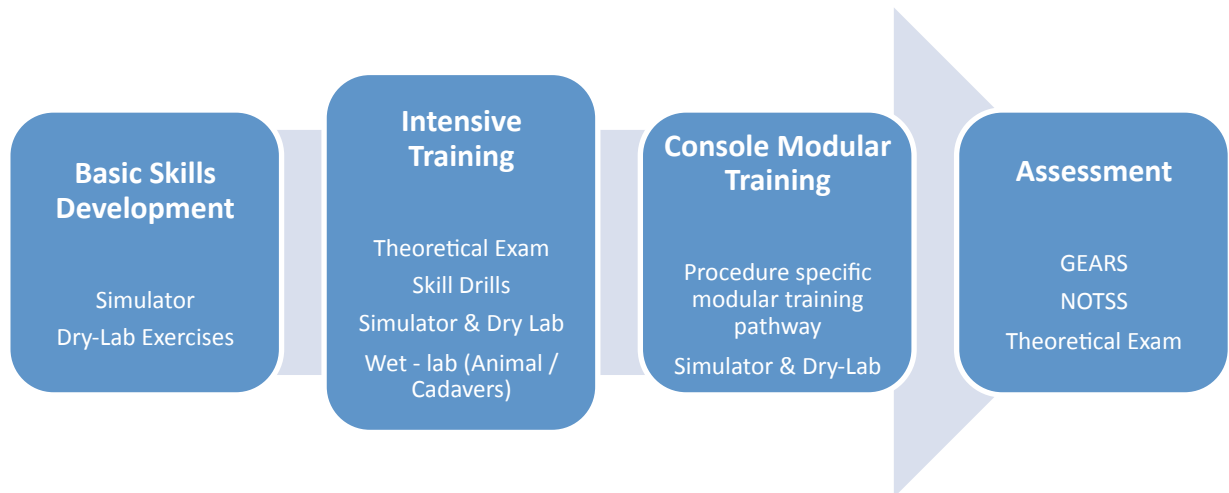 Basic Skills
Development
Simulator
Dry-Lab Exercises
Intensive
Training
Theoretical Exam
Skill Drills
Simulator & Dry Lab
Wet - lab (Animal /
Cadavers)
Console Modular
Training
Procedure specific
modular training
pathway
Simulator & Dry-Lab
Assessment
GEARS
NOTSS
Theoretical Exam